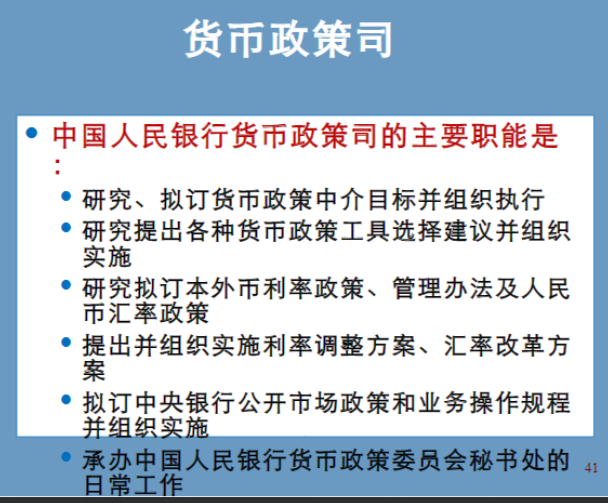 货币政策司
中国人民银行货币政策司的主要职能是
：
研究、拟订货币政策中介目标并组织执行
研究提出各种货币政策工具选择建议并组织
实施
研究拟订本外币利率政策、管理办法及人民
币汇率政策
提出并组织实施利率调整方案、汇率改革方
案
拟订中央银行公开市场政策和业务操作规程
并组织实施
承办中国人民银行货币政策委员会秘书处的
日常工作
41